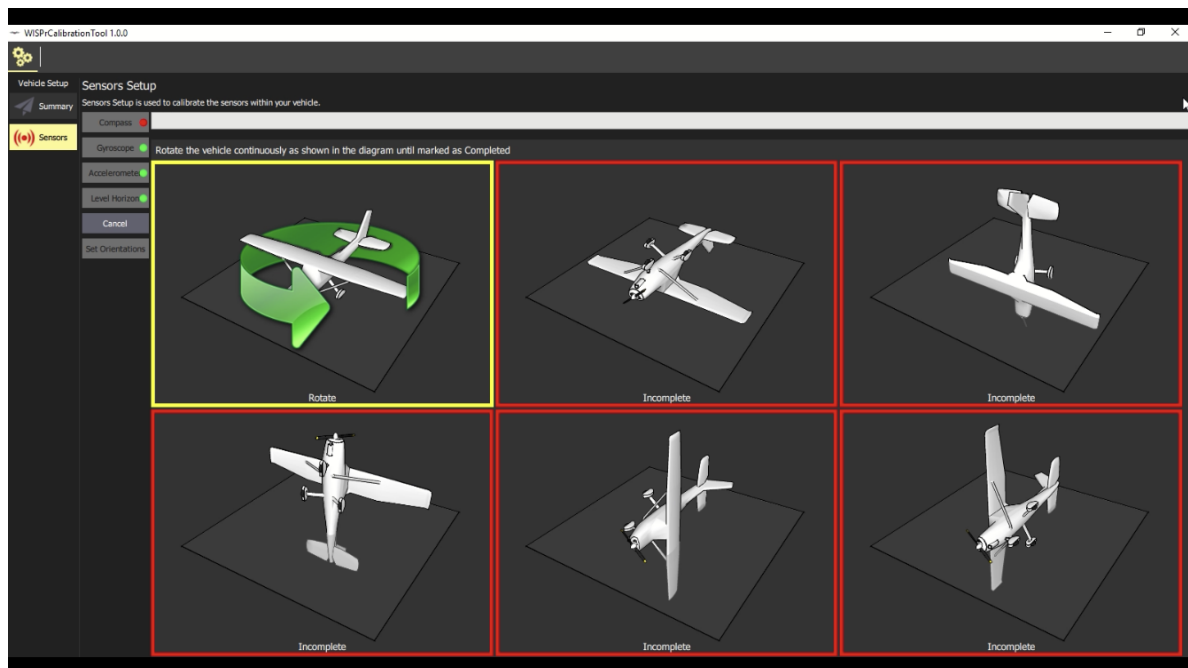 WISPrCalibrationTool 1.0.0
Vehicle Setup
Summary
Sensors
Sensors Setup
Sensors Setup is used to calibrate the sensors within your vehicle.
Compass
Gyroscope
Acceleromete
Level Horizon
Cancel
Set Orientations
Rotate the vehicle continuously as shown in the diagram until marked as Completed
Rotate
Incomplete
Incomplete
Incomplete
Incomplete
Incomplete